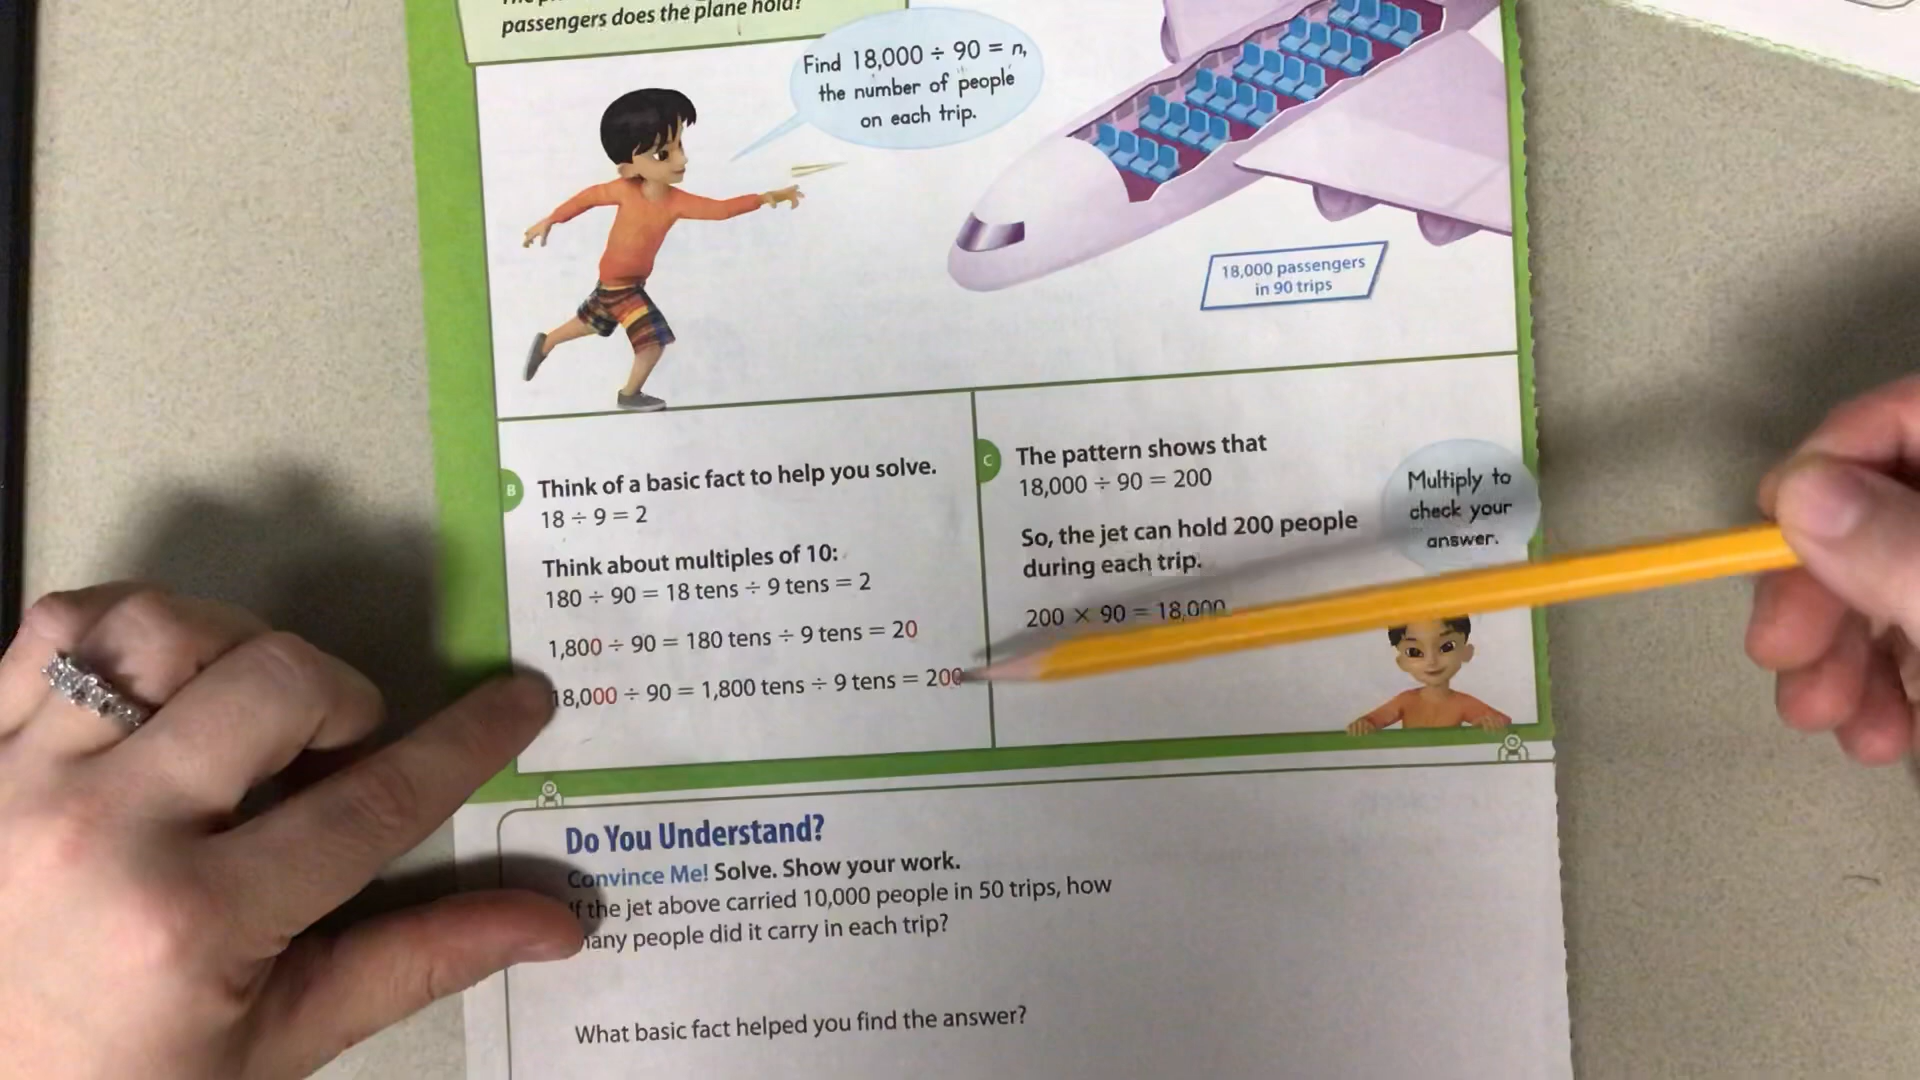 passengers does the plane hold?
Find 18,000 ÷ 90 = n,
the number of people
on each trip.
18,000 passengers
in 90 trips
B
Think of a basic fact to help you solve.
18 ÷ 9 = 2
Think about multiples of 10:
180 ÷ 90 = 18 tens ÷ 9 tens = 2
1,800 ÷ 90 = 180 tens ÷ 9 tens = 20
18,000 ÷ 90 = 1,800 tens ÷ 9 tens = 200
C
The pattern shows that
18,000 ÷ 90 = 200
So, the jet can hold 200 people
during each trip.
200 × 90 = 18,000
Multiply to
check your
answer.
Do You Understand?
Convince Me! Solve. Show your work.
If the jet above carried 10,000 people in 50 trips, how
many people did it carry in each trip?
What basic fact helped you find the answer?